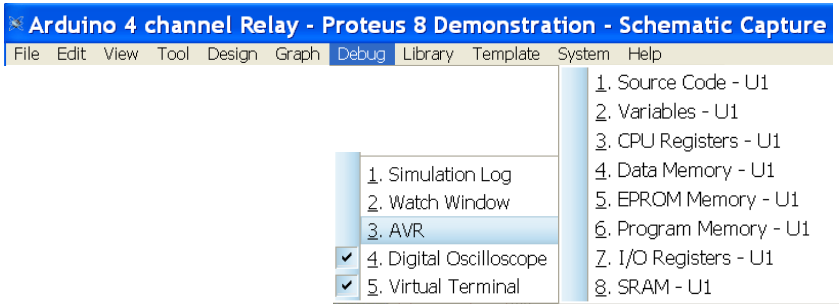 Arduino 4 channel Relay - Proteus 8 Demonstration - Schematic Capture
File Edit View Tool Design Graph Debug Library Template System Help
1. Simulation Log
2. Watch Window
3. AVR
4. Digital Oscilloscope
5. Virtual Terminal
1. Source Code - U1
2. Variables - U1
3. CPU Registers - U1
4. Data Memory - U1
5. EPROM Memory - U1
6. Program Memory - U1
7. I/O Registers - U1
8. SRAM - U1